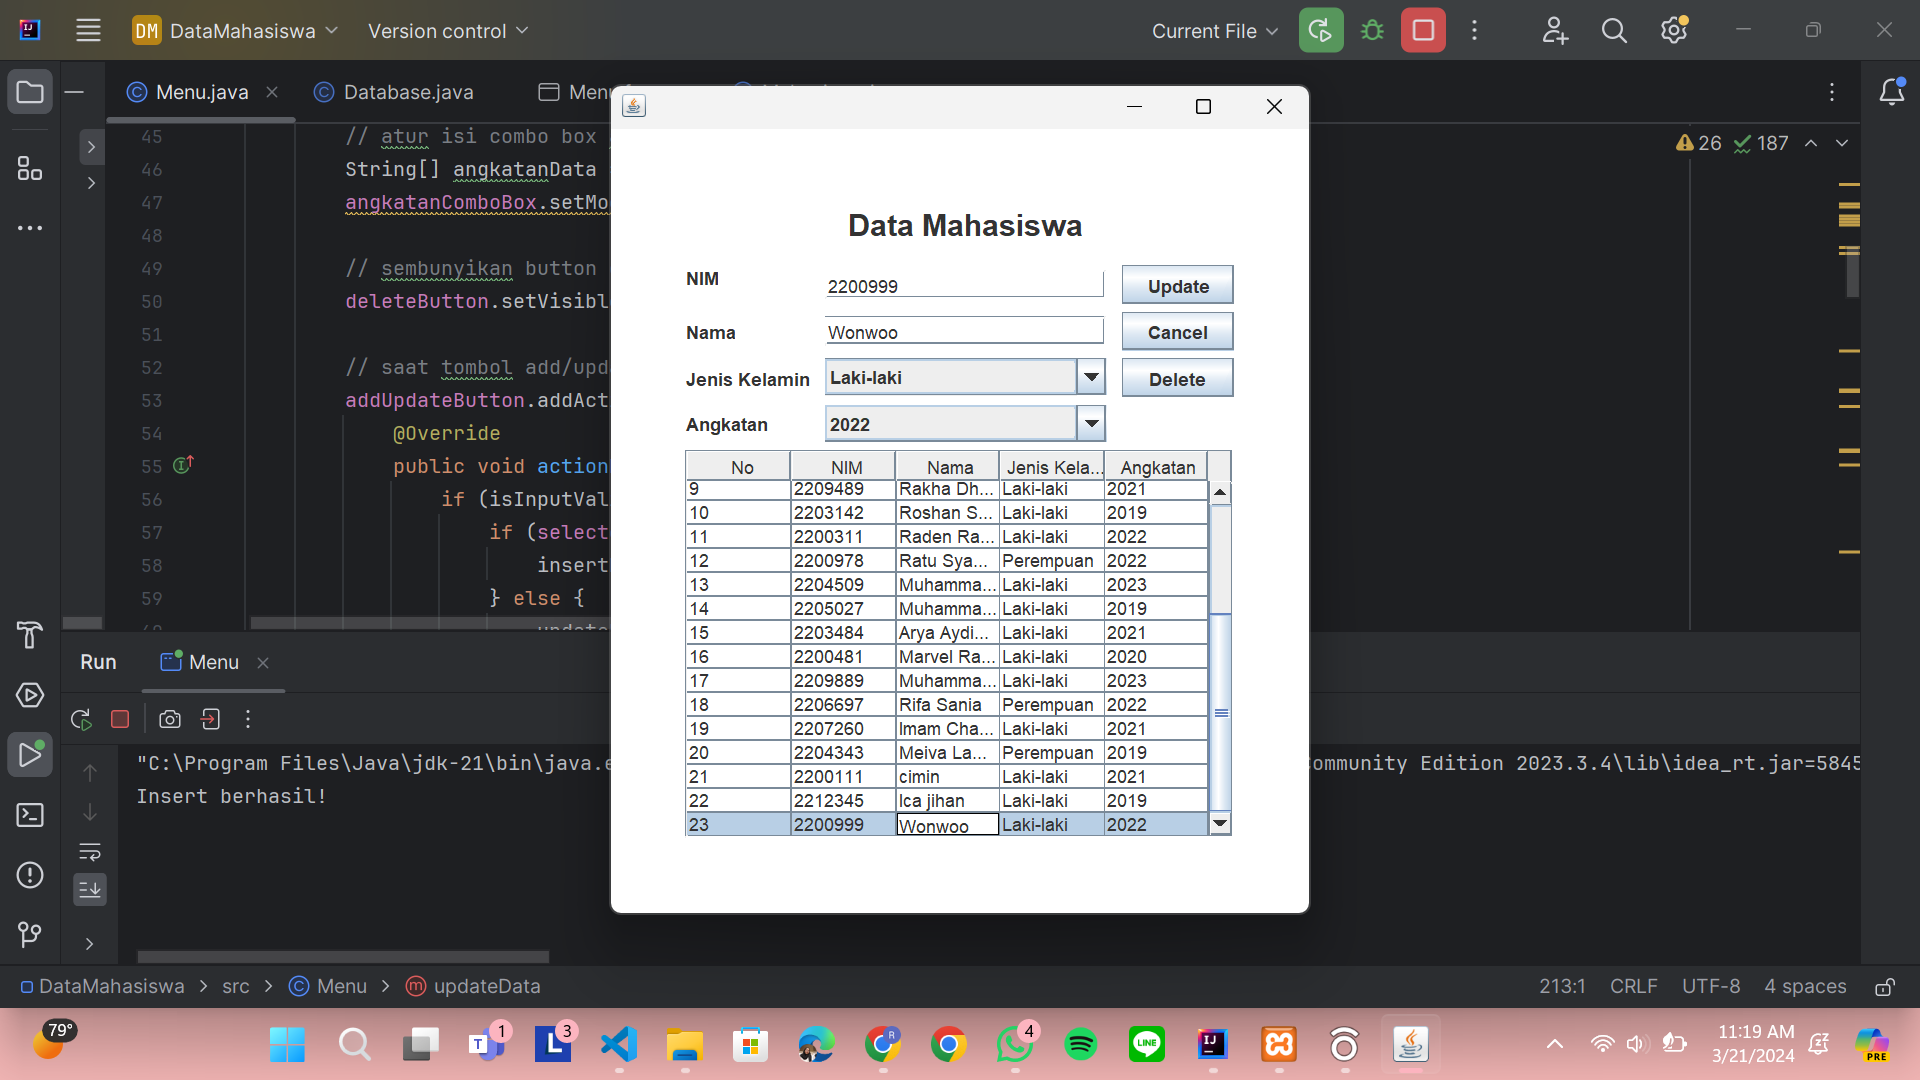 DM DataMahasiswa Version control Current File
Menu.java Database.java Menu
45 // atur isi combo box
46 String[] angkatanData
47 angkatanComboBox.setMo
48
49 // sembunyikan button
50 deleteButton.setVisibl
51
52 // saat tombol add/upd
53 addUpdateButton.addAct
54 @Override
55 public void action
56 if (isInputVal
57 if (select
58 insert
59 } else {
26 187
Data Mahasiswa
NIM 2200999 Update
Nama Wonwoo Cancel
Jenis Kelamin Laki-laki Delete
Angkatan 2022
No NIM Nama Jenis Kela... Angkatan
9 2209489 Rakha Dh... Laki-laki 2021
10 2203142 Roshan S... Laki-laki 2019
11 2200311 Raden Ra... Laki-laki 2022
12 2200978 Ratu Sya... Perempuan 2022
13 2204509 Muhamma... Laki-laki 2023
14 2205027 Muhamma... Laki-laki 2019
15 2203484 Arya Aydi... Laki-laki 2021
16 2200481 Marvel Ra... Laki-laki 2020
17 2209889 Muhamma... Laki-laki 2023
18 2206697 Rifa Sania Perempuan 2022
19 2207260 Imam Cha... Laki-laki 2021
20 2204343 Meiva La... Perempuan 2019
21 2200111 cimin Laki-laki 2021
22 2212345 Ica jihan Laki-laki 2019
23 2200999 Wonwoo Laki-laki 2022
Run Menu
"C:\Program Files\Java\jdk-21\bin\java.e ommunity Edition 2023.3.4\lib\idea_rt.jar=5845
Insert berhasil!
DataMahasiswa > src > Menu > updateData 213:1 CRLF UTF-8 4 spaces
79° 1 3 4 11:19 AM
3/21/2024
PRE